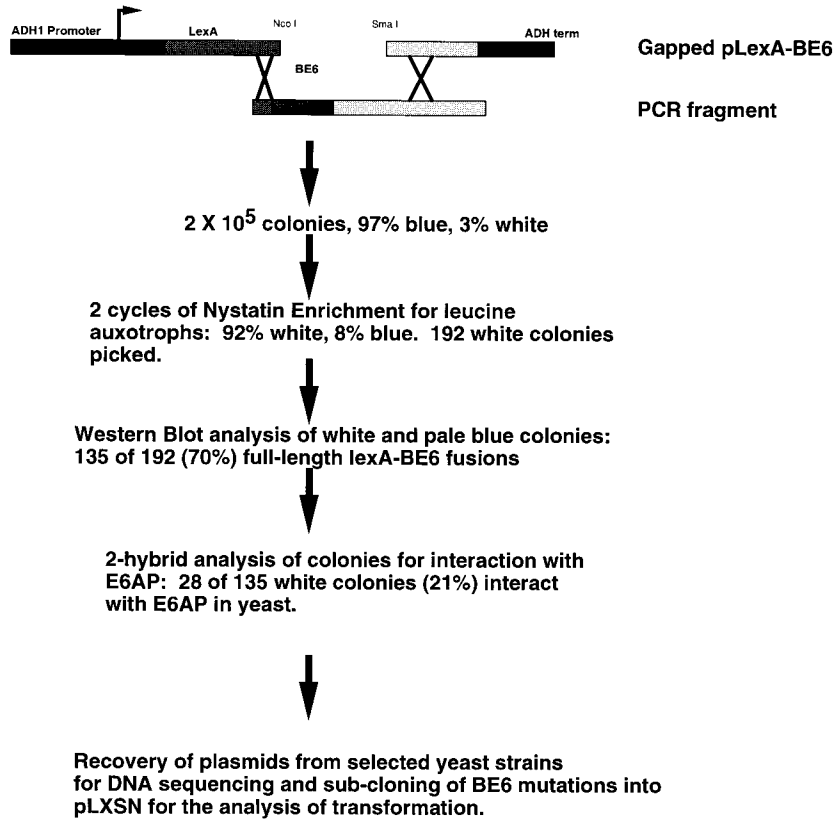 ADH1 Promoter
LexA
Nco I
Sma I
ADH term
Gapped pLexA-BE6
BE6
PCR fragment
2 X 10^5 colonies, 97% blue, 3% white
2 cycles of Nystatin Enrichment for leucine
auxotrophs: 92% white, 8% blue. 192 white colonies
picked.
Western Blot analysis of white and pale blue colonies:
135 of 192 (70%) full-length lexA-BE6 fusions
2-hybrid analysis of colonies for interaction with
E6AP: 28 of 135 white colonies (21%) interact
with E6AP in yeast.
Recovery of plasmids from selected yeast strains
for DNA sequencing and sub-cloning of BE6 mutations into
pLXSN for the analysis of transformation.